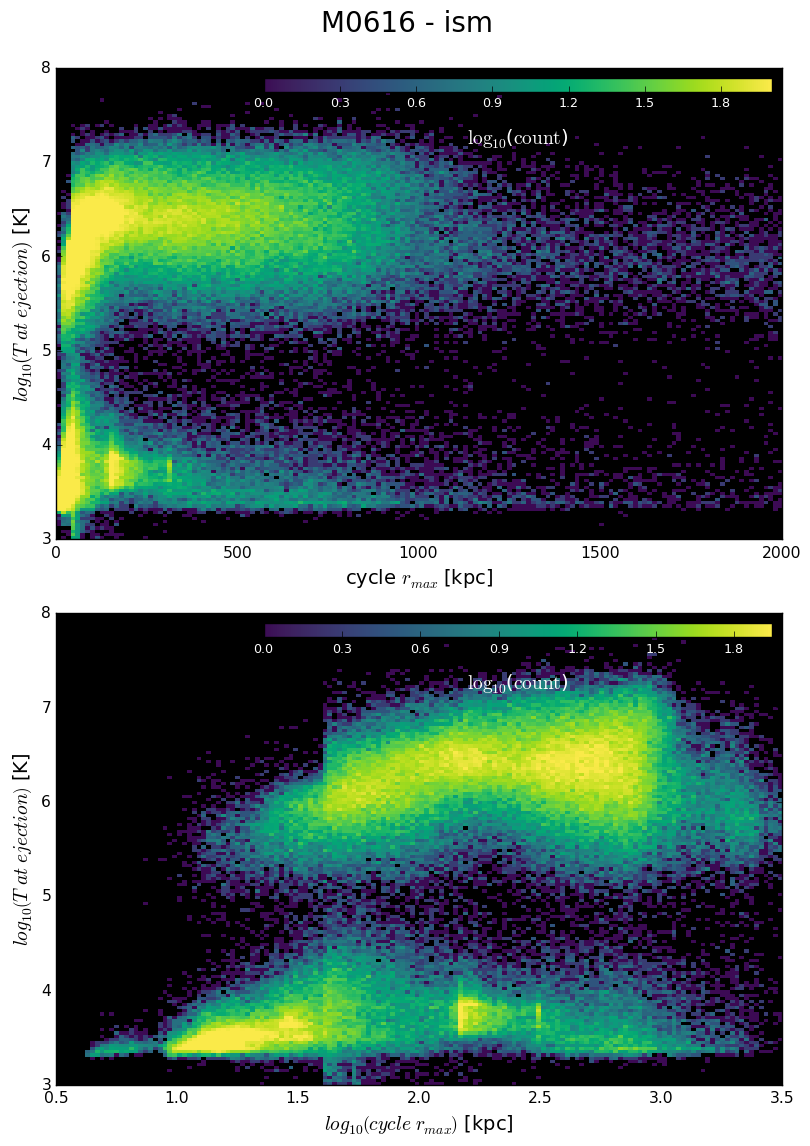 M0616 - ism
8
0.0 0.3 0.6 0.9 1.2 1.5 1.8
log10(count)
7
6
5
4
3
log10(T at ejection) [K]
0 500 1000 1500 2000
cycle rmax [kpc]
8
0.0 0.3 0.6 0.9 1.2 1.5 1.8
log10(count)
7
6
5
4
3
log10(T at ejection) [K]
0.5 1.0 1.5 2.0 2.5 3.0 3.5
log10(cycle rmax) [kpc]